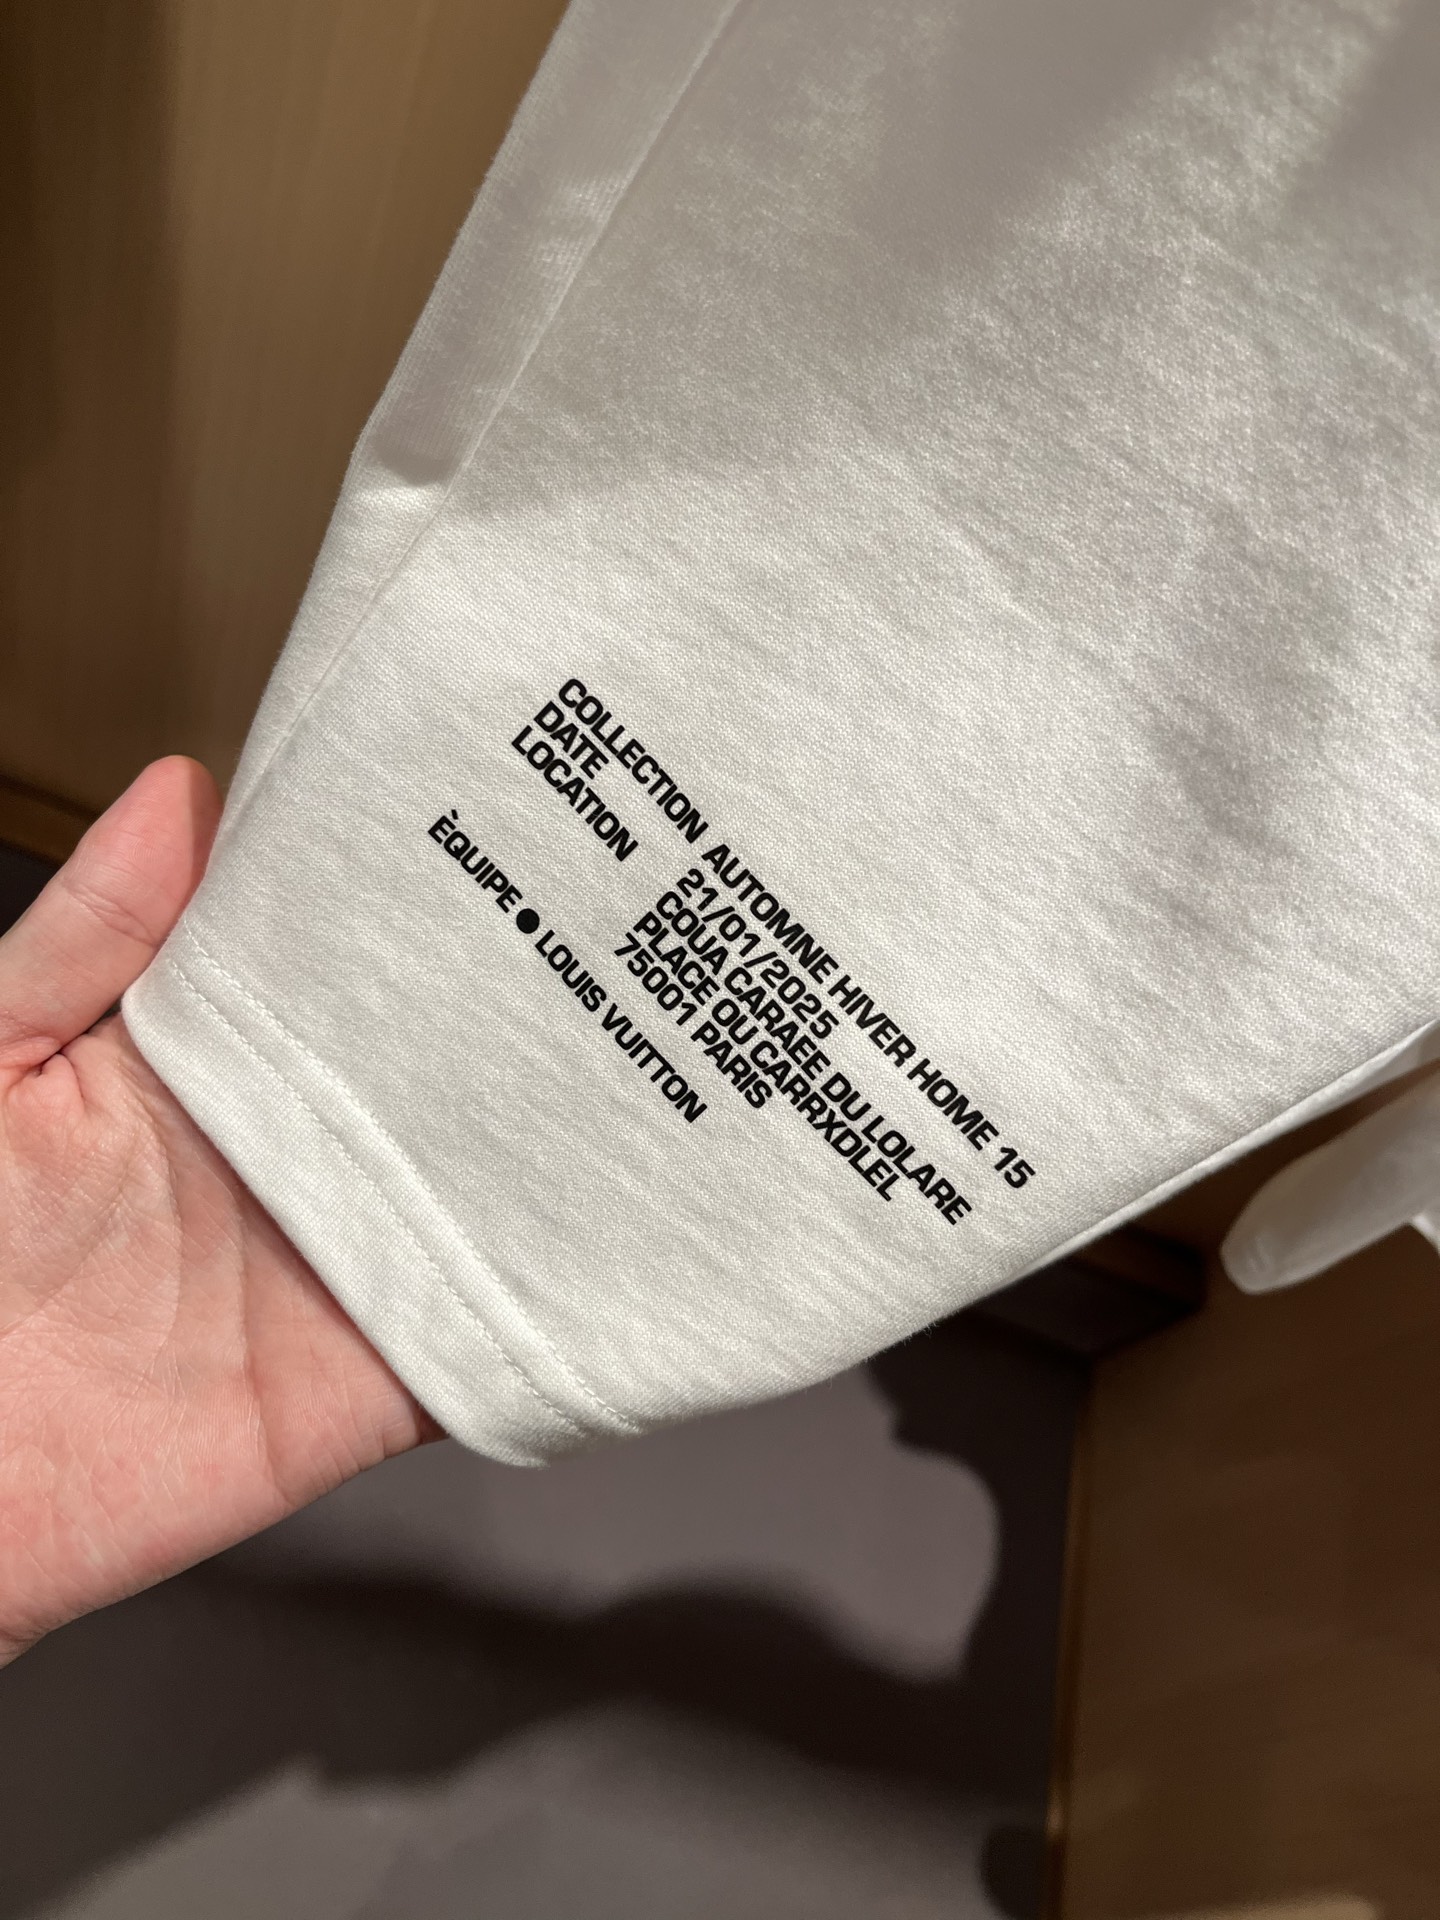 COLLECTION AUTOMNE HIVER HOME 15
DATE 21/01/2025
LOCATION COUA CARAEE DU LOLARE
PLACE OU CARRXDLEL
75001 PARIS
ÈQUIPE ● LOUIS VUITTON